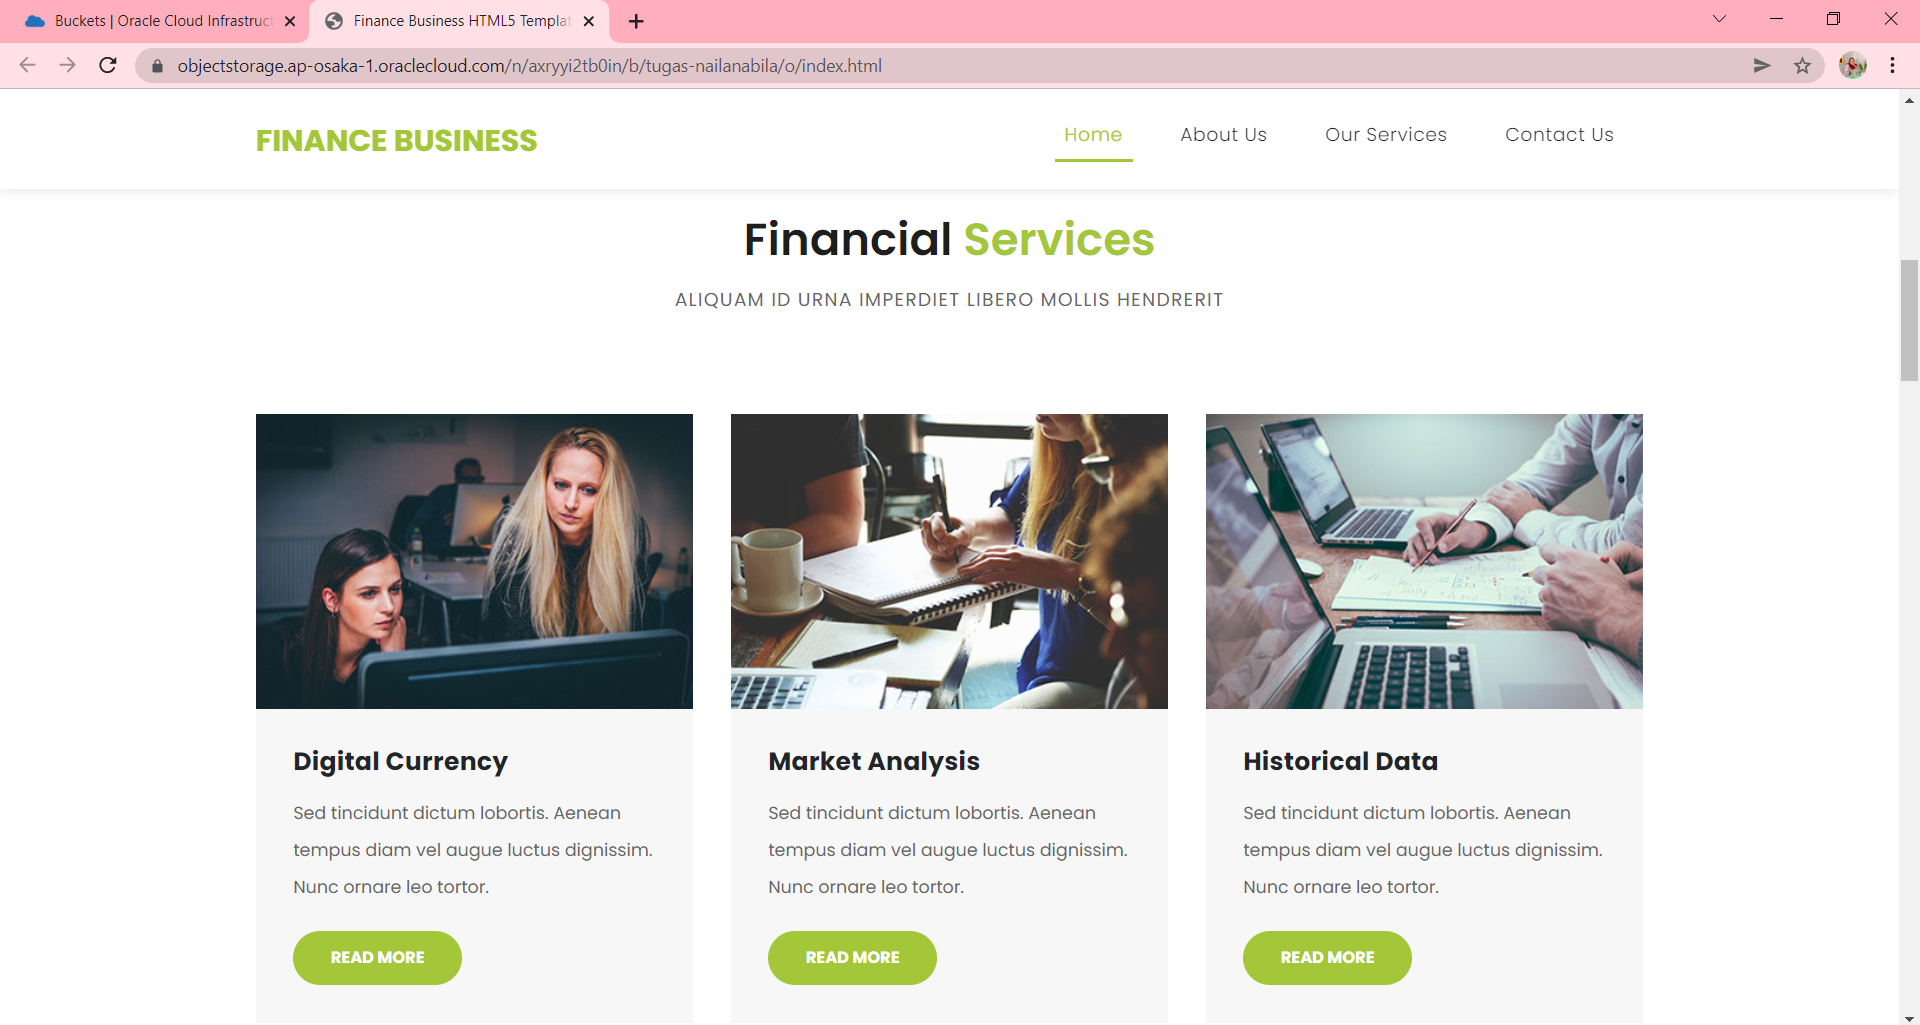 Buckets | Oracle Cloud Infrastruct
Finance Business HTML5 Templat
objectstorage.ap-osaka-1.oraclecloud.com/n/axryyi2tb0in/b/tugas-nailanabila/o/index.html
FINANCE BUSINESS
Home
About Us
Our Services
Contact Us
Financial Services
ALIQUAM ID URNA IMPERDIET LIBERO MOLLIS HENDRERIT
Digital Currency
Sed tincidunt dictum lobortis. Aenean
tempus diam vel augue luctus dignissim.
Nunc ornare leo tortor.
READ MORE
Market Analysis
Sed tincidunt dictum lobortis. Aenean
tempus diam vel augue luctus dignissim.
Nunc ornare leo tortor.
READ MORE
Historical Data
Sed tincidunt dictum lobortis. Aenean
tempus diam vel augue luctus dignissim.
Nunc ornare leo tortor.
READ MORE